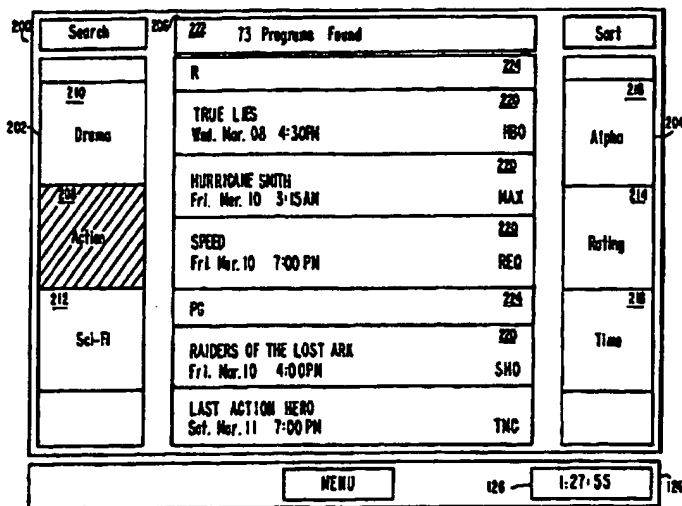 200 Search 206 222 73 Programs Found Sort
R 224
210 220 216
202 Drama TRUE LIES Alpha 204
Wed. Mar. 08 4:30PM HBO
208 220 214
Action HURRICANE SMITH Rating
Fri. Mar. 10 3:15AM MAX
220
SPEED
Fri. Mar. 10 7:00 PM REQ
212 PG 224 218
Sci-Fi 220 Time
RAIDERS OF THE LOST ARK
Fri. Mar. 10 4:00PM SHO
LAST ACTION HERO
Sat. Mar. 11 7:00 PM TMC
MENU 126 1:27:55 126